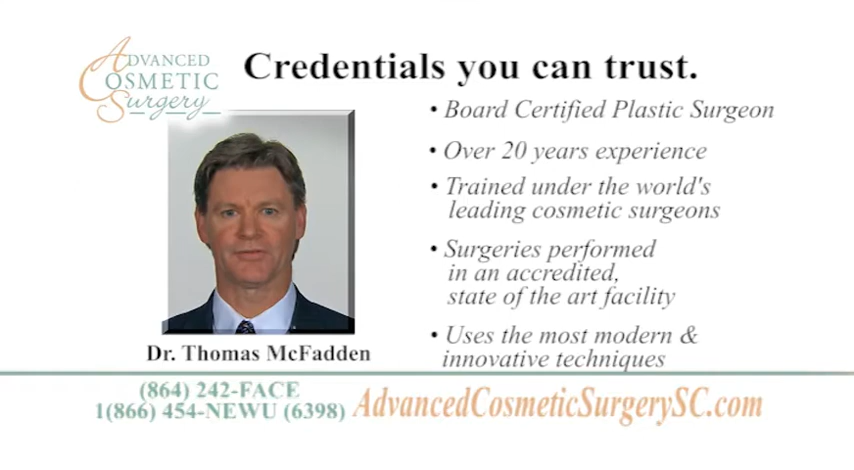 Advanced
Cosmetic
Surgery
Credentials you can trust.
• Board Certified Plastic Surgeon
• Over 20 years experience
• Trained under the world's
leading cosmetic surgeons
• Surgeries performed
in an accredited,
state of the art facility
• Uses the most modern &
innovative techniques
Dr. Thomas McFadden
(864) 242-FACE
1(866) 454-NEWU (6398)
AdvancedCosmeticSurgerySC.com